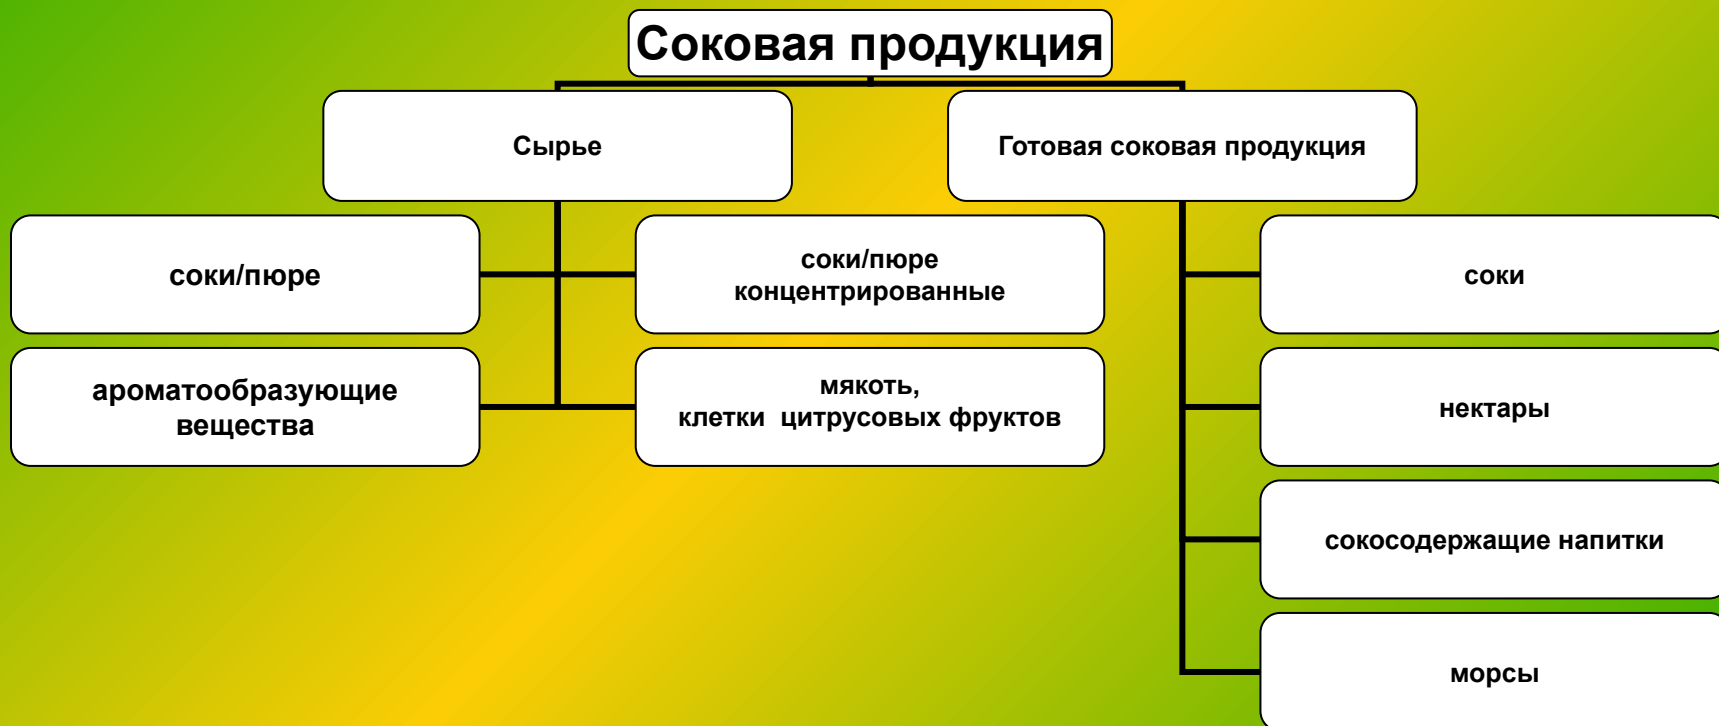 Соковая продукция
Сырье
Готовая соковая продукция
соки/пюре
соки/пюре
концентрированные
соки
ароматообразующие
вещества
мякоть,
клетки цитрусовых фруктов
нектары
сокосодержащие напитки
морсы